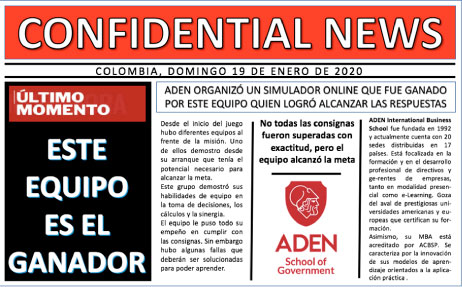 CONFIDENTIAL NEWS
COLOMBIA, DOMINGO 19 DE ENERO DE 2020
ÚLTIMO
MOMENTO
ESTE
EQUIPO
ES EL
GANADOR
ADEN ORGANIZÓ UN SIMULADOR ONLINE QUE FUE GANADO
POR ESTE EQUIPO QUIEN LOGRÓ ALCANZAR LAS RESPUESTAS
Desde el inicio del juego
hubo diferentes equipos al
frente de la misión. Uno
de ellos demostro desde
su arranque que tenía el
potencial necesario para
alcanzar la meta.
Este grupo demostró sus
habilidades de equipo en
la toma de decisiones, los
cálculos y la sinergia.
El equipo le puso todo su
empeño en cumplir con
las consignas. Sin embargo
hubo algunas fallas que
deberán ser solucionadas
para poder aprender.
No todas las consignas
fueron superadas con
exactitud, pero el
equipo alcanzó la meta
ADEN
School of
Government
ADEN International Business
School fue fundada en 1992
y actualmente cuenta con 20
sedes distribuidas en 17
países. Está focalizada en la
formación y en el desarrollo
profesional de directivos y
ge-rentes de empresas,
tanto en modalidad presen-
cial como e-Learning. Goza
del aval de prestigiosas uni-
versidades americanas y eu-
ropeas que certifican su for-
mación.
Asimismo, su MBA está
acreditado por ACBSP. Se
caracteriza por la innovación
de sus modelos de apren-
dizaje orientados a la aplica-
ción práctica .